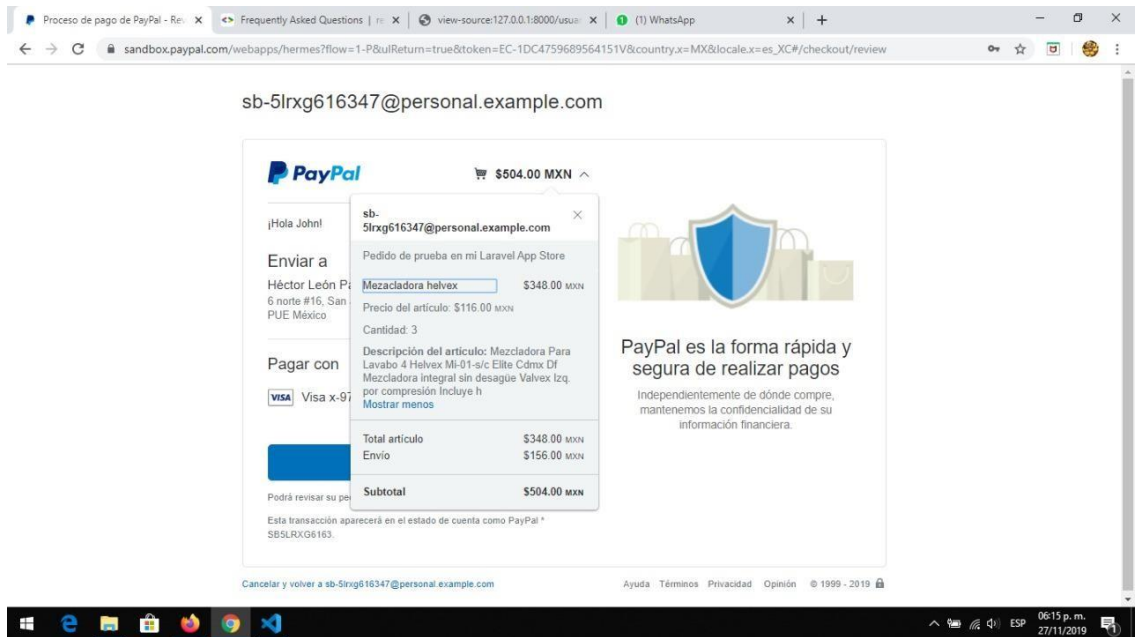 Proceso de pago de PayPal - Rev
Frequently Asked Questions | re
view-source:127.0.0.1:8000/usua
(1) WhatsApp
sandbox.paypal.com/webapps/hermes?flow=1-P&ulReturn=true&token=EC-1DC4759689564151V&country.x=MX&locale.x=es_XC#/checkout/review
sb-5lrxg616347@personal.example.com
PayPal
$504.00 MXN
¡Hola John!
sb-
5lrxg616347@personal.example.com
Pedido de prueba en mi Laravel App Store
Enviar a
Héctor León Pa
6 norte #16, San
PUE México
Mezacladora helvex $348.00 MXN
Precio del artículo: $116.00 MXN
Cantidad: 3
Descripción del artículo: Mezcladora Para
Lavabo 4 Helvex Ml-01-s/c Elite Cdmx Df
Mezcladora integral sin desagüe Valvex Izq.
por compresión Incluye h
Mostrar menos
Pagar con
VISA Visa x-97
Total artículo $348.00 MXN
Envío $156.00 MXN
Subtotal $504.00 MXN
Podrá revisar su pe
Esta transacción aparecerá en el estado de cuenta como PayPal *
SB5LRXG6163.
PayPal es la forma rápida y
segura de realizar pagos
Independientemente de dónde compre,
mantenemos la confidencialidad de su
información financiera.
Cancelar y volver a sb-5lrxg616347@personal.example.com
Ayuda Términos Privacidad Opinión © 1999 - 2019
ESP
06:15 p. m.
27/11/2019
1